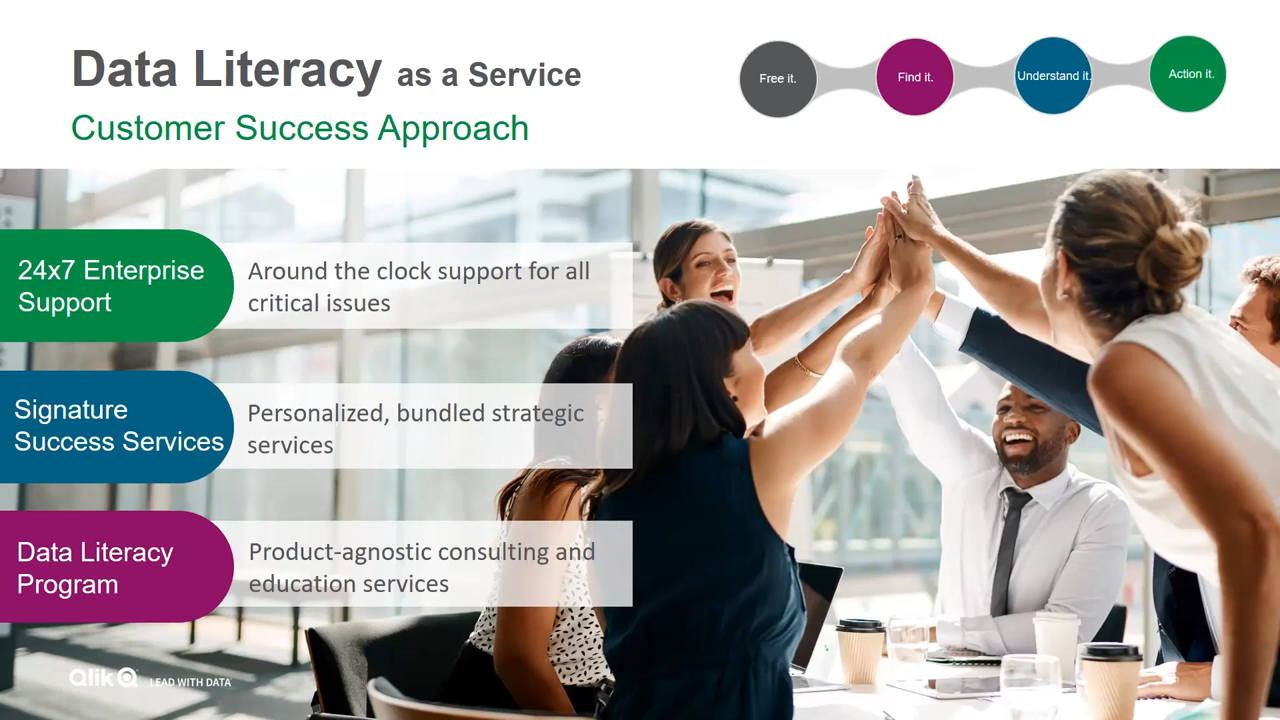 Data Literacy as a Service
Customer Success Approach
Free it.
Find it.
Understand it.
Action it.
24x7 Enterprise
Support
Around the clock support for all
critical issues
Signature
Success Services
Personalized, bundled strategic
services
Data Literacy
Program
Product-agnostic consulting and
education services
Qlik LEAD WITH DATA